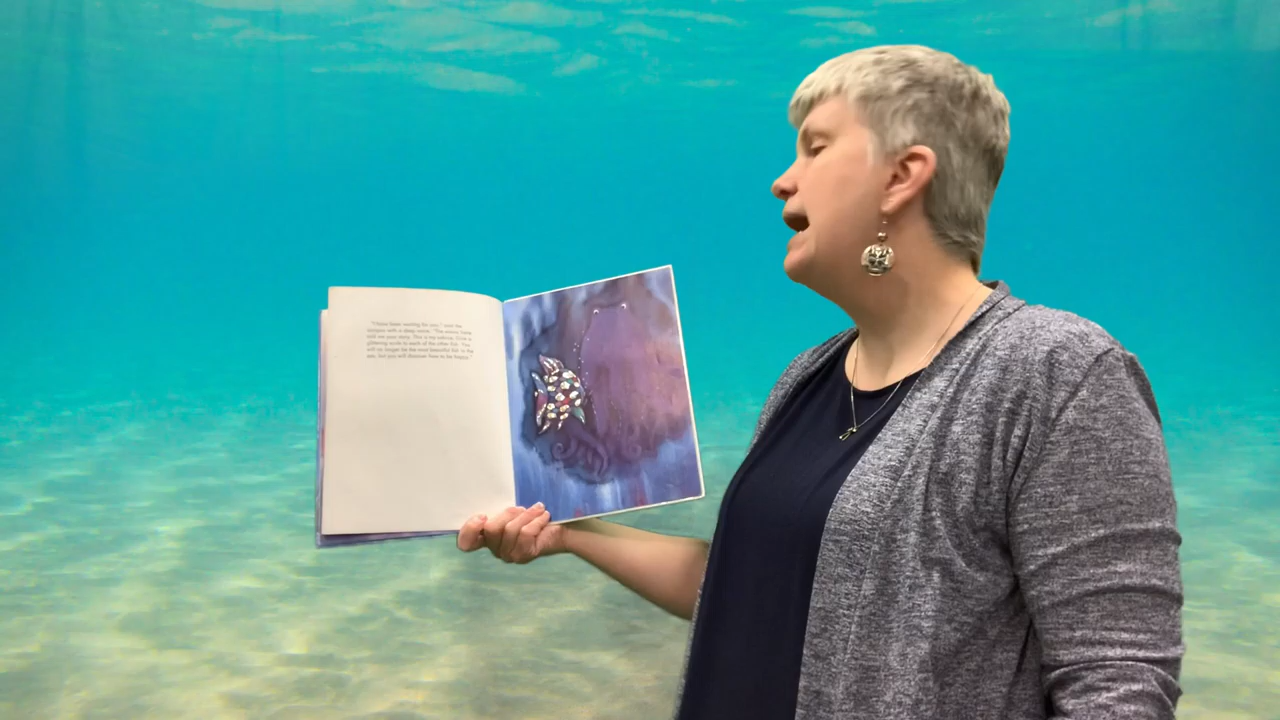 "I have been waiting for you," said the
octopus with a deep voice. "The waves have
told me your story. This is my advice. Give a
glittering scale to each of the other fish. You
will no longer be the most beautiful fish in the
sea, but you will discover how to be happy."